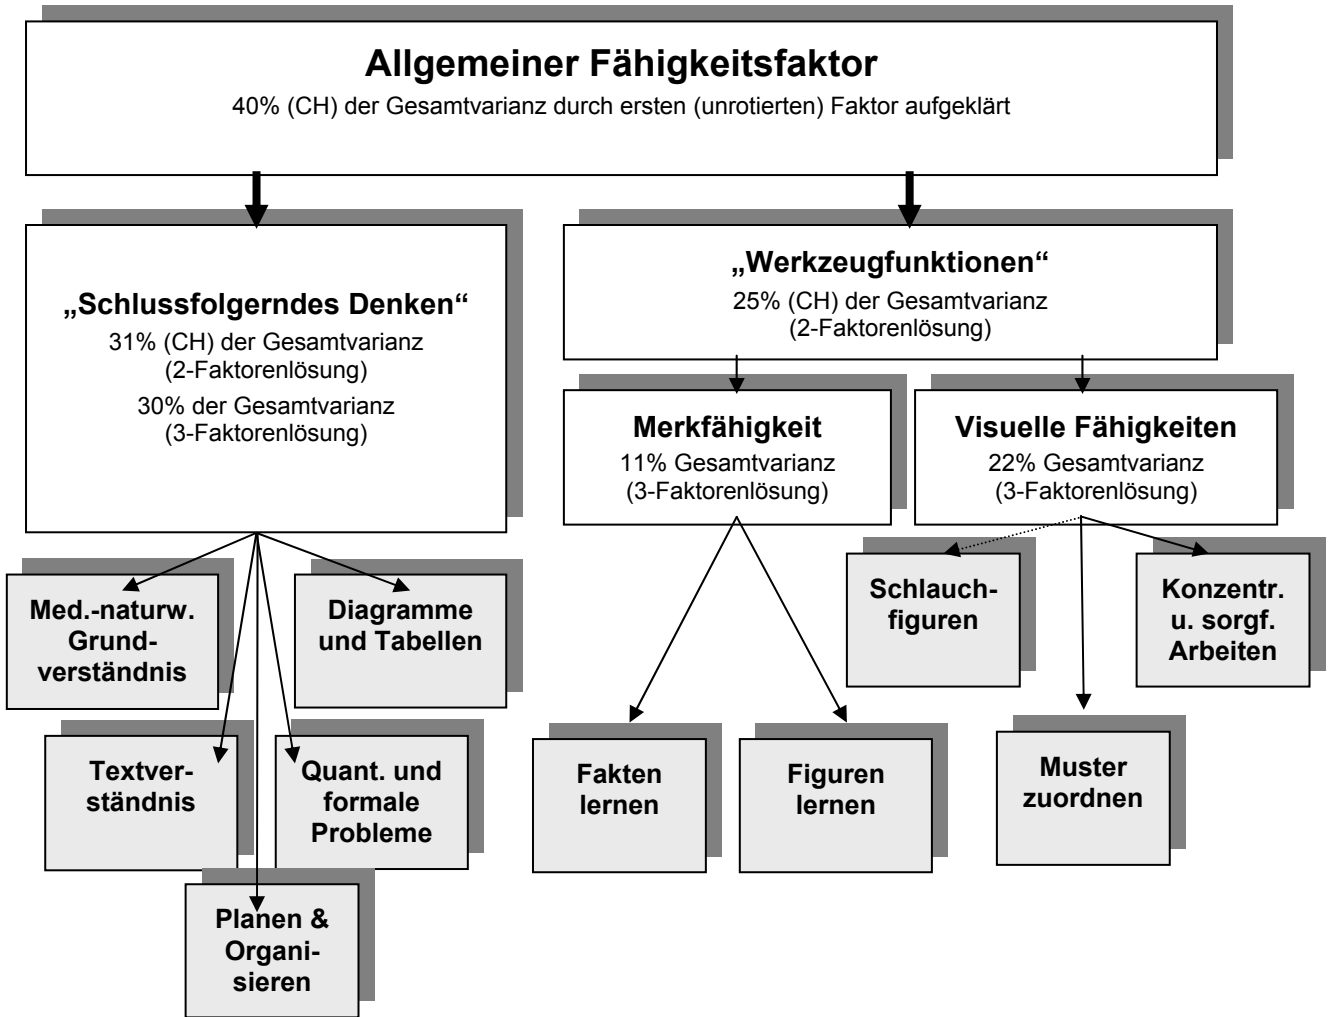 Allgemeiner Fähigkeitsfaktor
40% (CH) der Gesamtvarianz durch ersten (unrotierten) Faktor aufgeklärt
„Schlussfolgerndes Denken“
31% (CH) der Gesamtvarianz
(2-Faktorenlösung)
30% der Gesamtvarianz
(3-Faktorenlösung)
„Werkzeugfunktionen“
25% (CH) der Gesamtvarianz
(2-Faktorenlösung)
Merkfähigkeit
11% Gesamtvarianz
(3-Faktorenlösung)
Visuelle Fähigkeiten
22% Gesamtvarianz
(3-Faktorenlösung)
Med.-naturw.
Grund-
verständnis
Diagramme
und Tabellen
Schlauch-
figuren
Konzentr.
u. sorgf.
Arbeiten
Textver-
ständnis
Quant. und
formale
Probleme
Fakten
lernen
Figuren
lernen
Muster
zuordnen
Planen &
Organi-
sieren